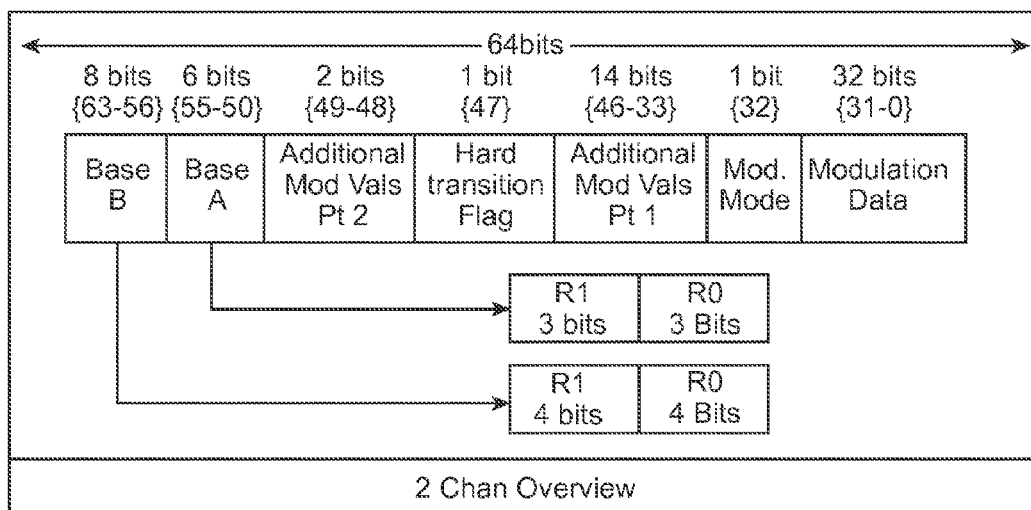 64bits
8 bits 6 bits 2 bits 1 bit 14 bits 1 bit 32 bits
{63-56} {55-50} {49-48} {47} {46-33} {32} {31-0}
Base B
Base A
Additional Mod Vals Pt 2
Hard transition Flag
Additional Mod Vals Pt 1
Mod. Mode
Modulation Data
R1 R0
3 bits 3 Bits
R1 R0
4 bits 4 Bits
2 Chan Overview